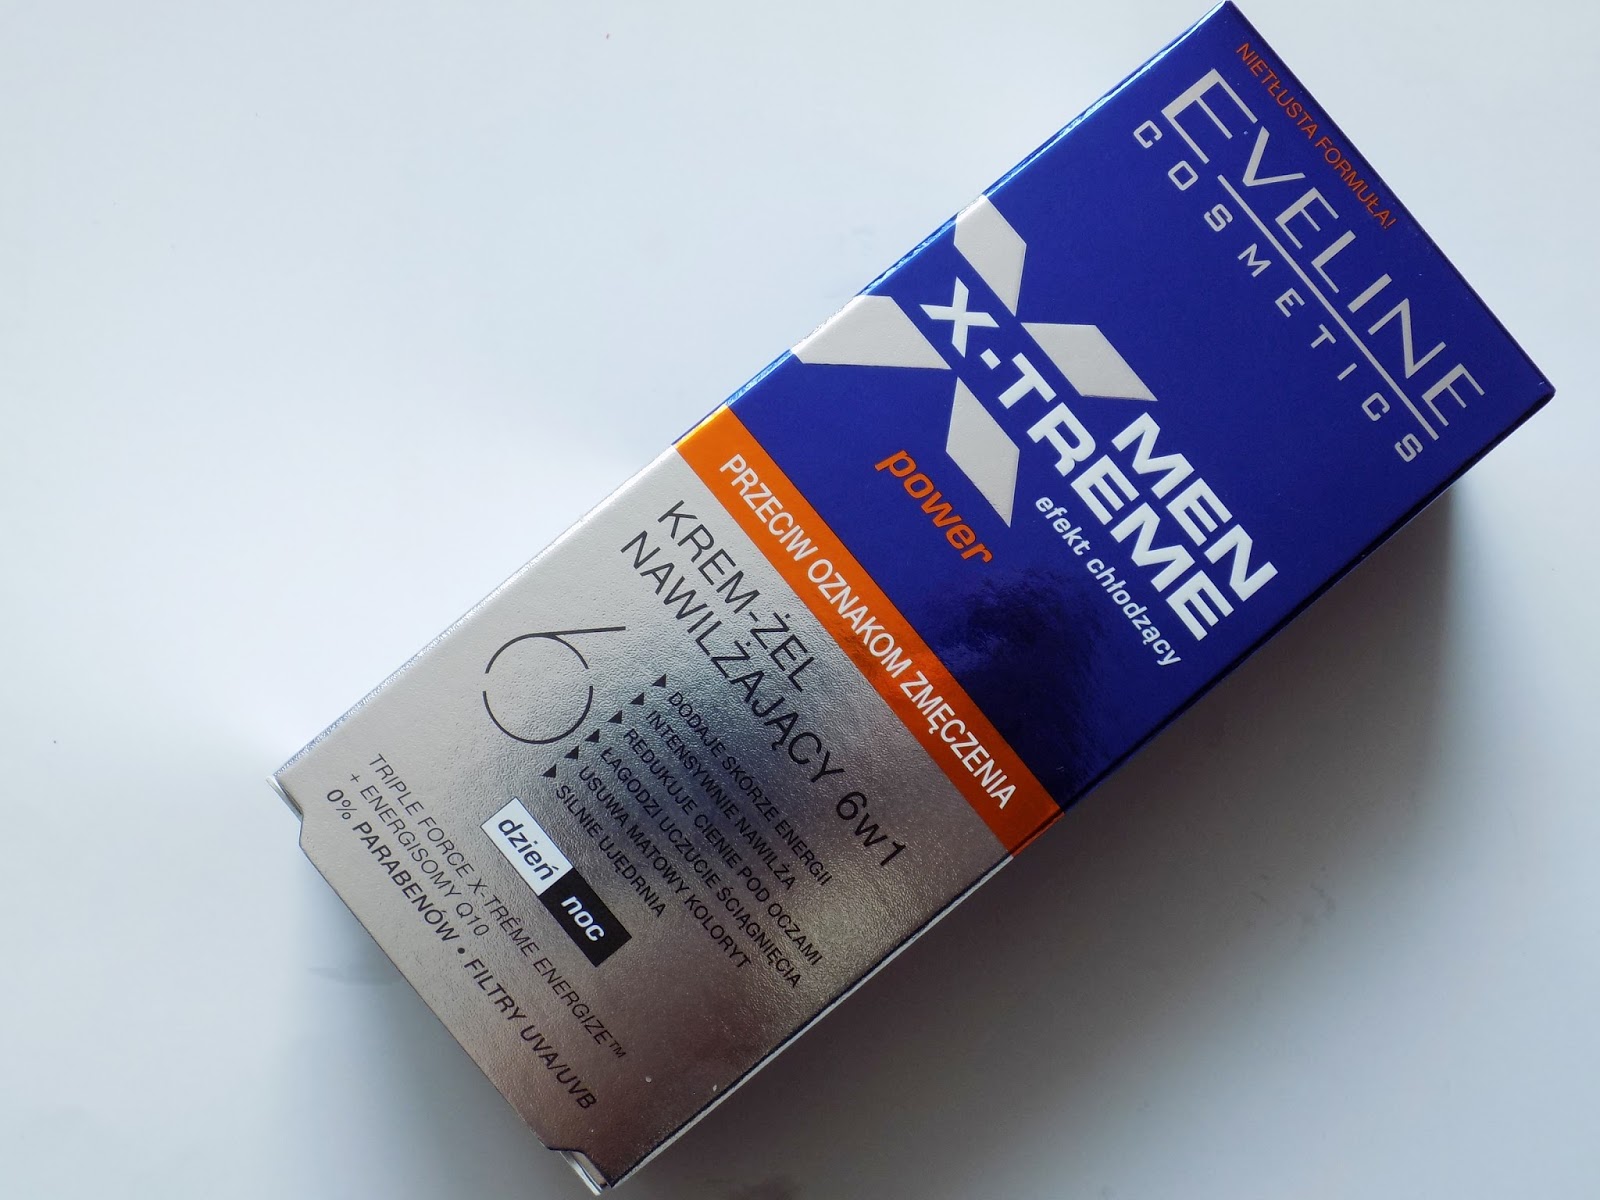 NIETŁUSTA FORMUŁA!
EVELINE
COSMETICS
MEN
X-TREME
efekt chłodzący
power
PRZECIW OZNAKOM ZMĘCZENIA
KREM-ŻEL
NAWILŻAJĄCY 6w1
6
DODAJE SKÓRZE ENERGII
INTENSYWNIE NAWILŻA
REDUKUJE CIENIE POD OCZAMI
ŁAGODZI UCZUCIE ŚCIĄGNIĘCIA
USUWA MATOWY KOLORYT
SILNIE UJĘDRNIA
dzień noc
TRIPLE FORCE X-TRÊME ENERGIZE™
+ ENERGISOMY Q10
0% PARABENÓW • FILTRY UVA/UVB